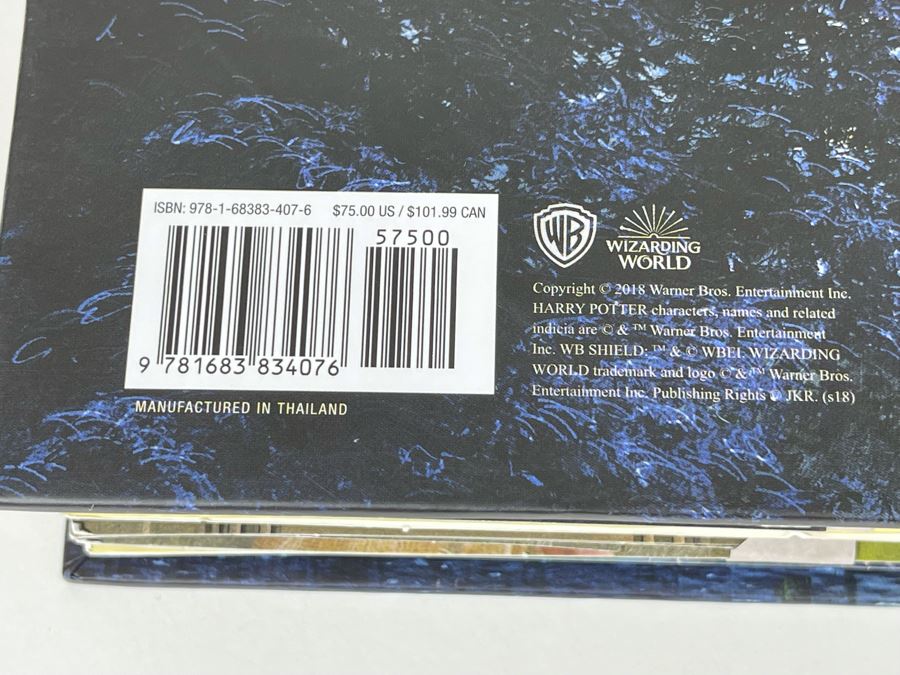 ISBN: 978-1-68383-407-6 $75.00 US / $101.99 CAN
57500
9 781683 834076
MANUFACTURED IN THAILAND
WB
WIZARDING
WORLD
Copyright © 2018 Warner Bros. Entertainment Inc.
HARRY POTTER characters, names and related
indicia are © & ™ Warner Bros. Entertainment
Inc. WB SHIELD: ™ & © WBEI. WIZARDING
WORLD trademark and logo © & ™ Warner Bros.
Entertainment Inc. Publishing Rights © JKR. (s18)